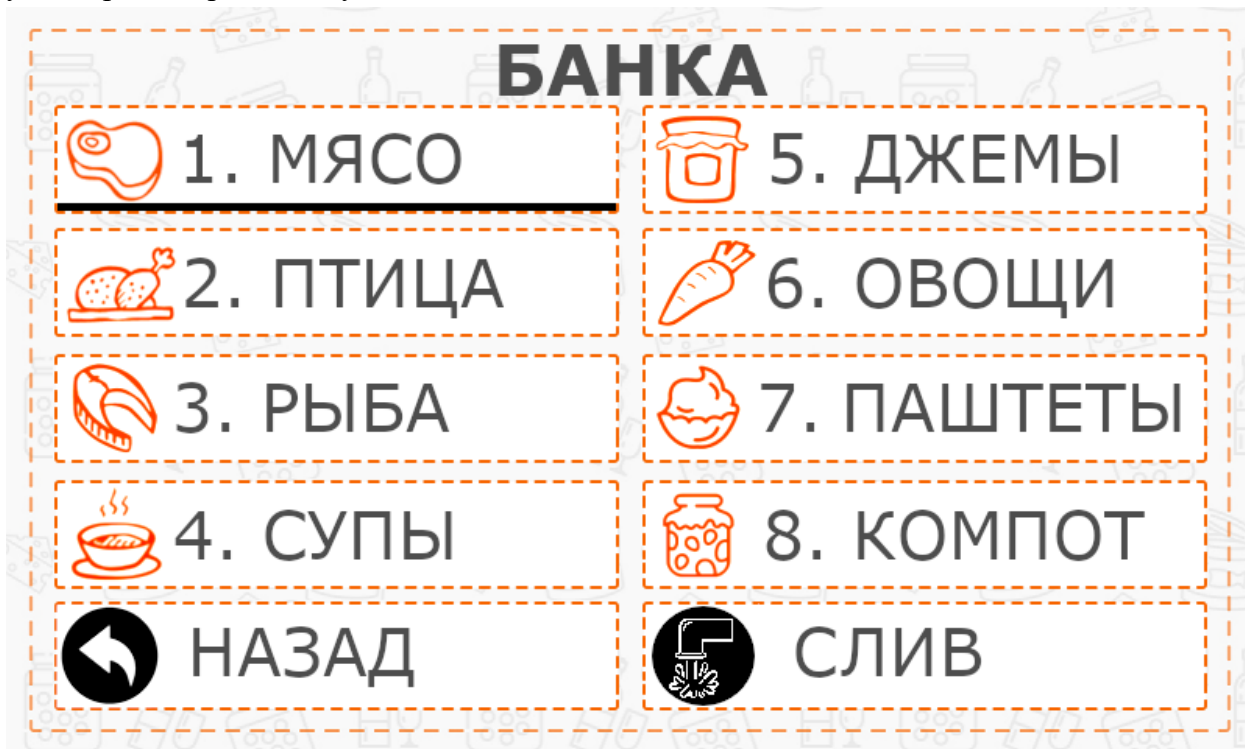 БАНКА
1. МЯСО
2. ПТИЦА
3. РЫБА
4. СУПЫ
НАЗАД
5. ДЖЕМЫ
6. ОВОЩИ
7. ПАШТЕТЫ
8. КОМПОТ
СЛИВ